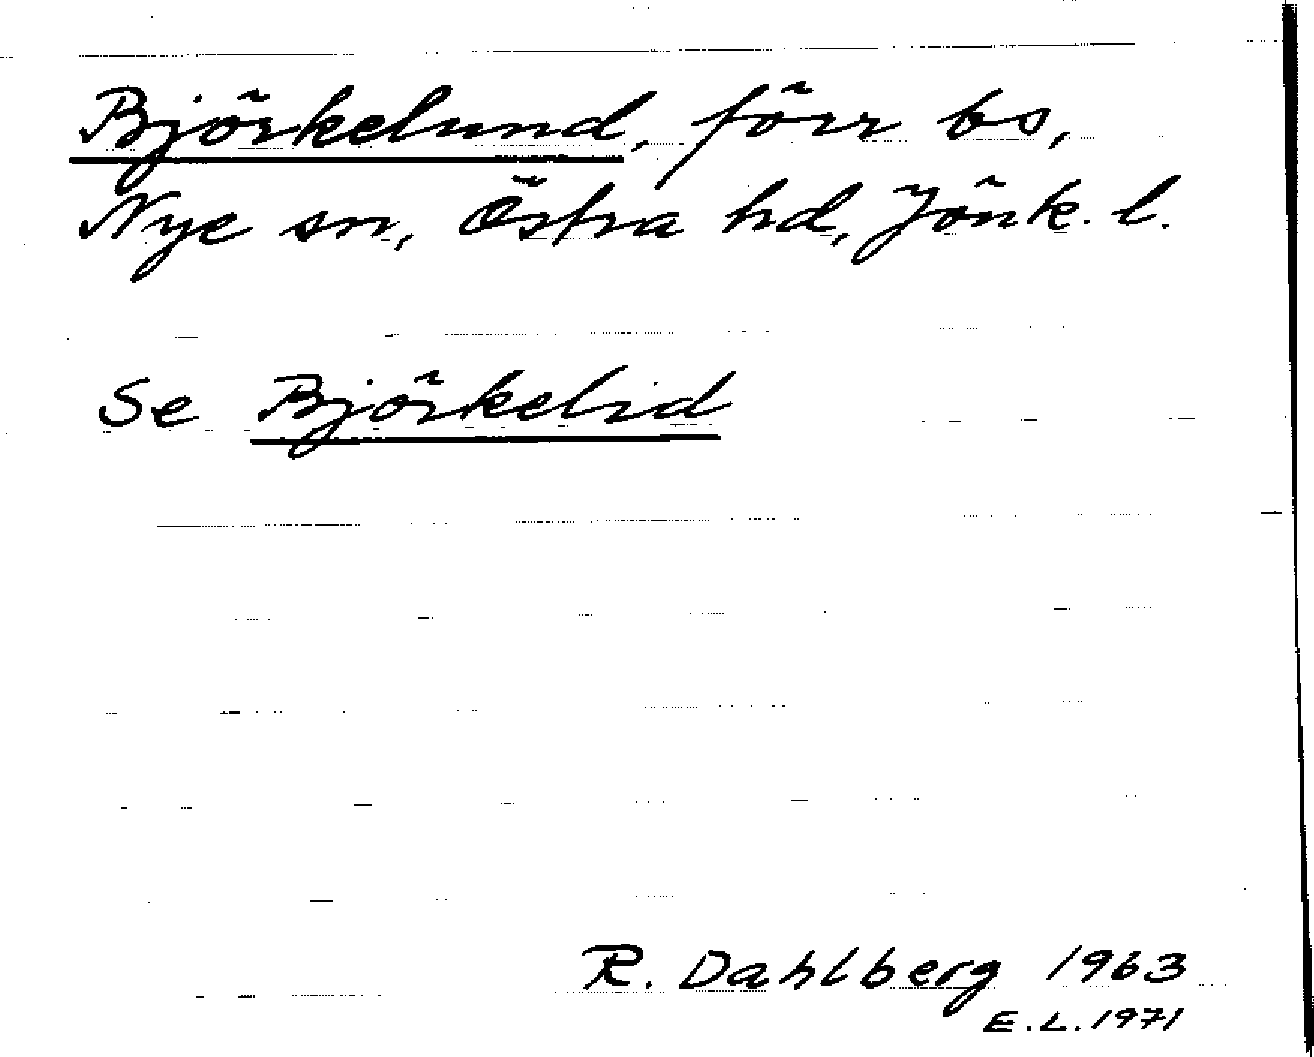 Björkelund, förr bs,
Nye sn, Östra hd, Jönk. l.
Se Björkelid
R. Dahlberg 1963
E.L. 1971